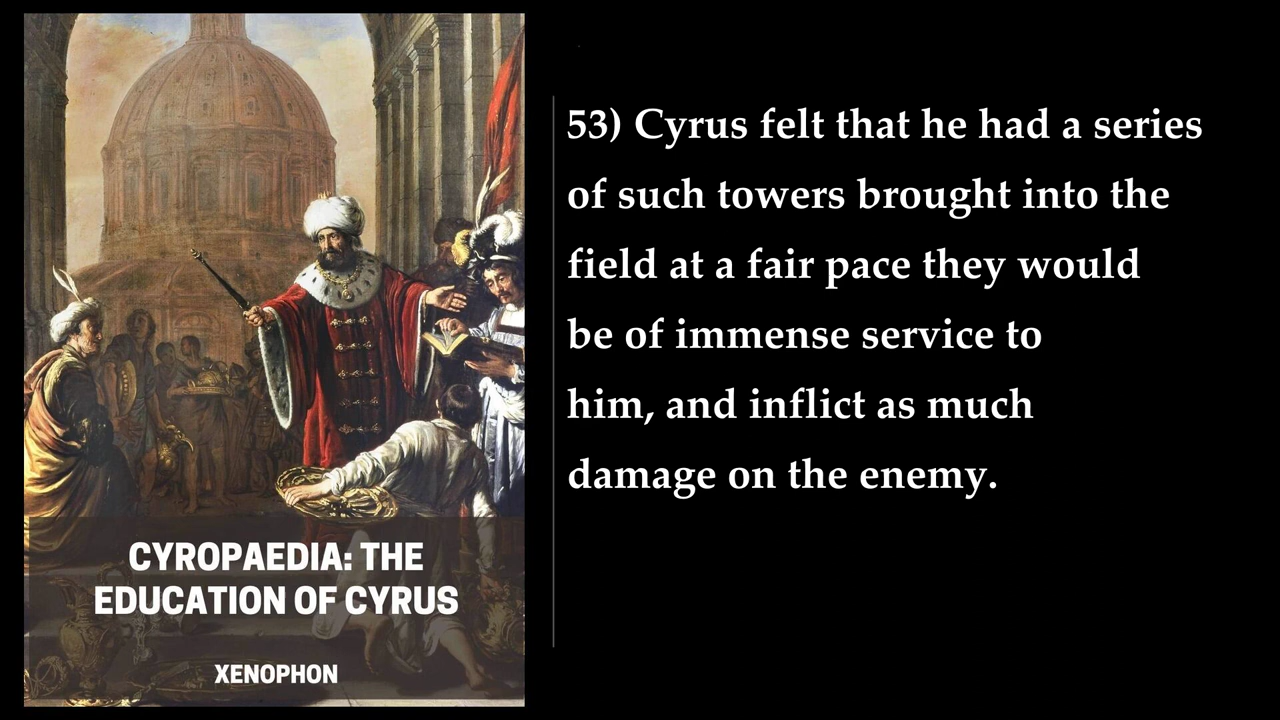 CYROPAEDIA: THE
EDUCATION OF CYRUS
XENOPHON
53) Cyrus felt that he had a series
of such towers brought into the
field at a fair pace they would
be of immense service to
him, and inflict as much
damage on the enemy.